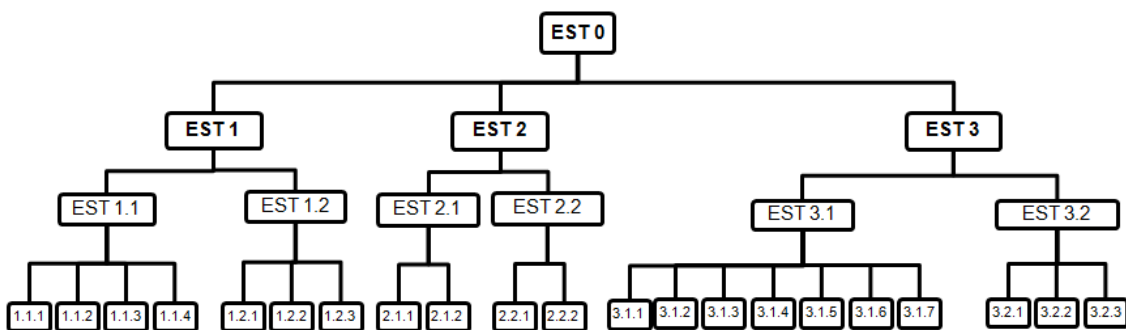 EST 0
EST 1
EST 2
EST 3
EST 1.1
EST 1.2
EST 2.1
EST 2.2
EST 3.1
EST 3.2
1.1.1
1.1.2
1.1.3
1.1.4
1.2.1
1.2.2
1.2.3
2.1.1
2.1.2
2.2.1
2.2.2
3.1.1
3.1.2
3.1.3
3.1.4
3.1.5
3.1.6
3.1.7
3.2.1
3.2.2
3.2.3